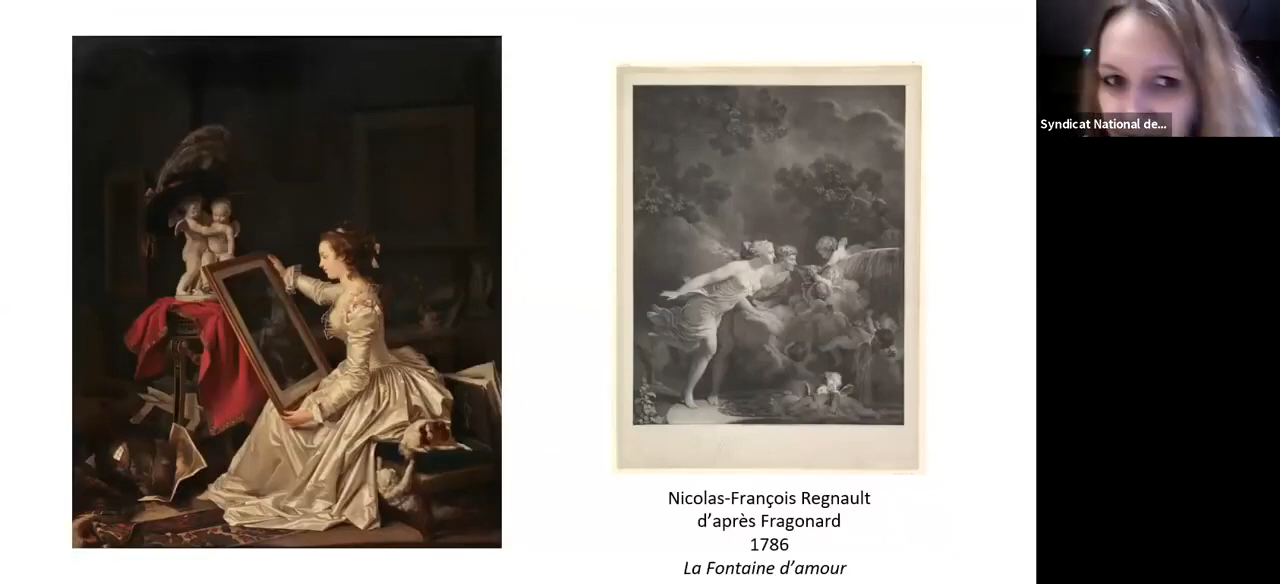 Syndicat National de...
Nicolas-François Regnault
d’après Fragonard
1786
La Fontaine d’amour